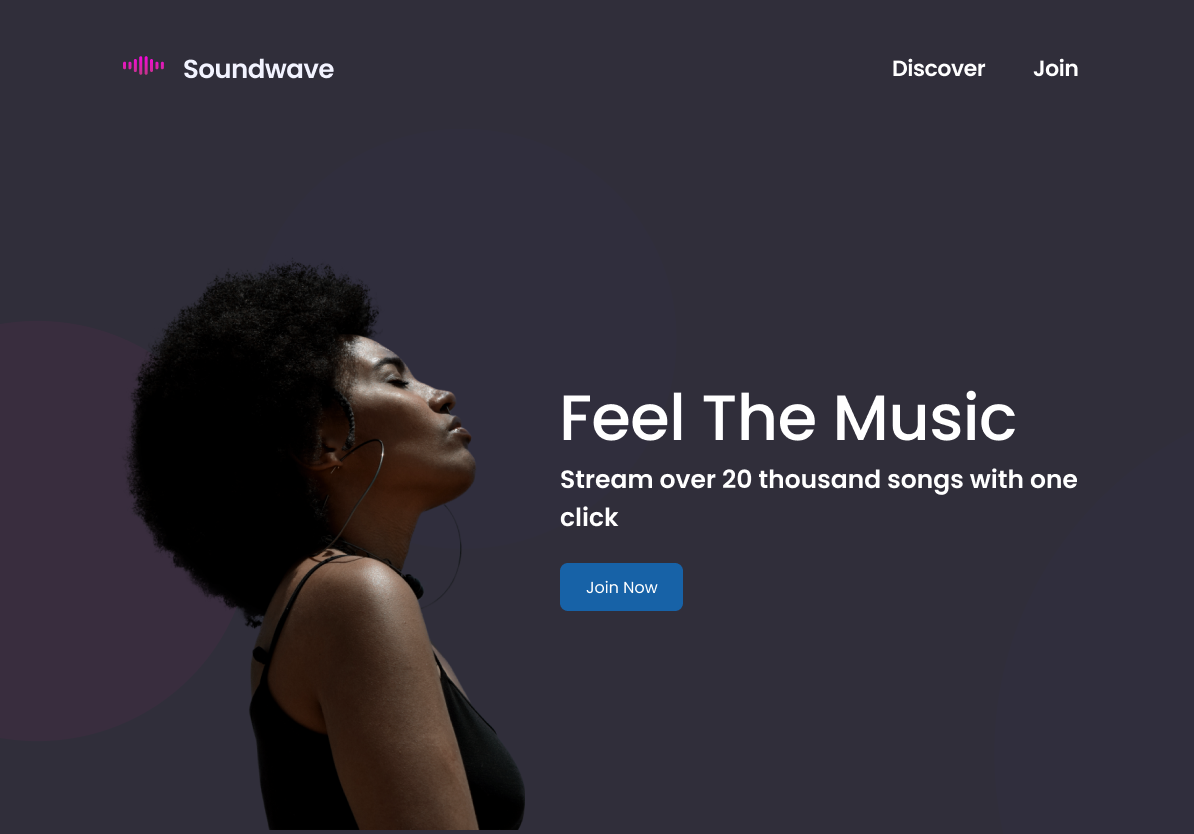 Soundwave
Discover
Join
Feel The Music
Stream over 20 thousand songs with one
click
Join Now